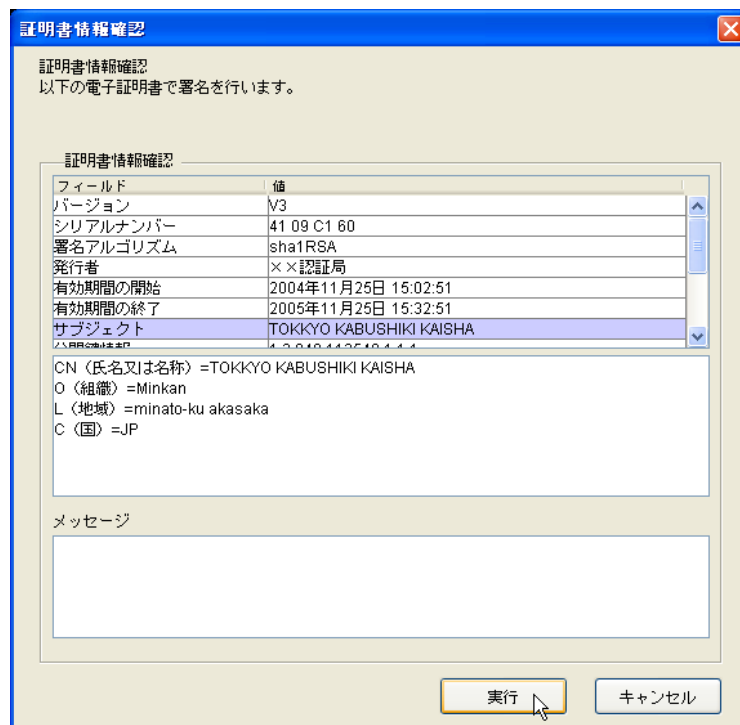 証明書情報確認
証明書情報確認
以下の電子証明書で署名を行います。
証明書情報確認
フィールド 値
バージョン V3
シリアルナンバー 41 09 C1 60
署名アルゴリズム sha1RSA
発行者 ××認証局
有効期間の開始 2004年11月25日 15:02:51
有効期間の終了 2005年11月25日 15:32:51
サブジェクト TOKKYO KABUSHIKI KAISHA
CN（氏名又は名称）=TOKKYO KABUSHIKI KAISHA
O（組織）=Minkan
L（地域）=minato-ku akasaka
C（国）=JP
メッセージ
実行 キャンセル